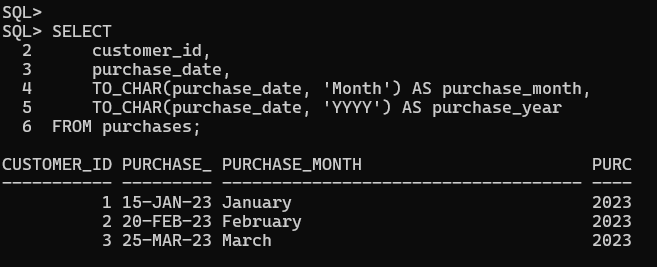 SQL>
SQL> SELECT
  2      customer_id,
  3      purchase_date,
  4      TO_CHAR(purchase_date, 'Month') AS purchase_month,
  5      TO_CHAR(purchase_date, 'YYYY') AS purchase_year
  6  FROM purchases;

CUSTOMER_ID PURCHASE_ PURCHASE_MONTH                       PURC
----------- --------- ------------------------------------ ----
          1 15-JAN-23 January                              2023
          2 20-FEB-23 February                             2023
          3 25-MAR-23 March                                2023